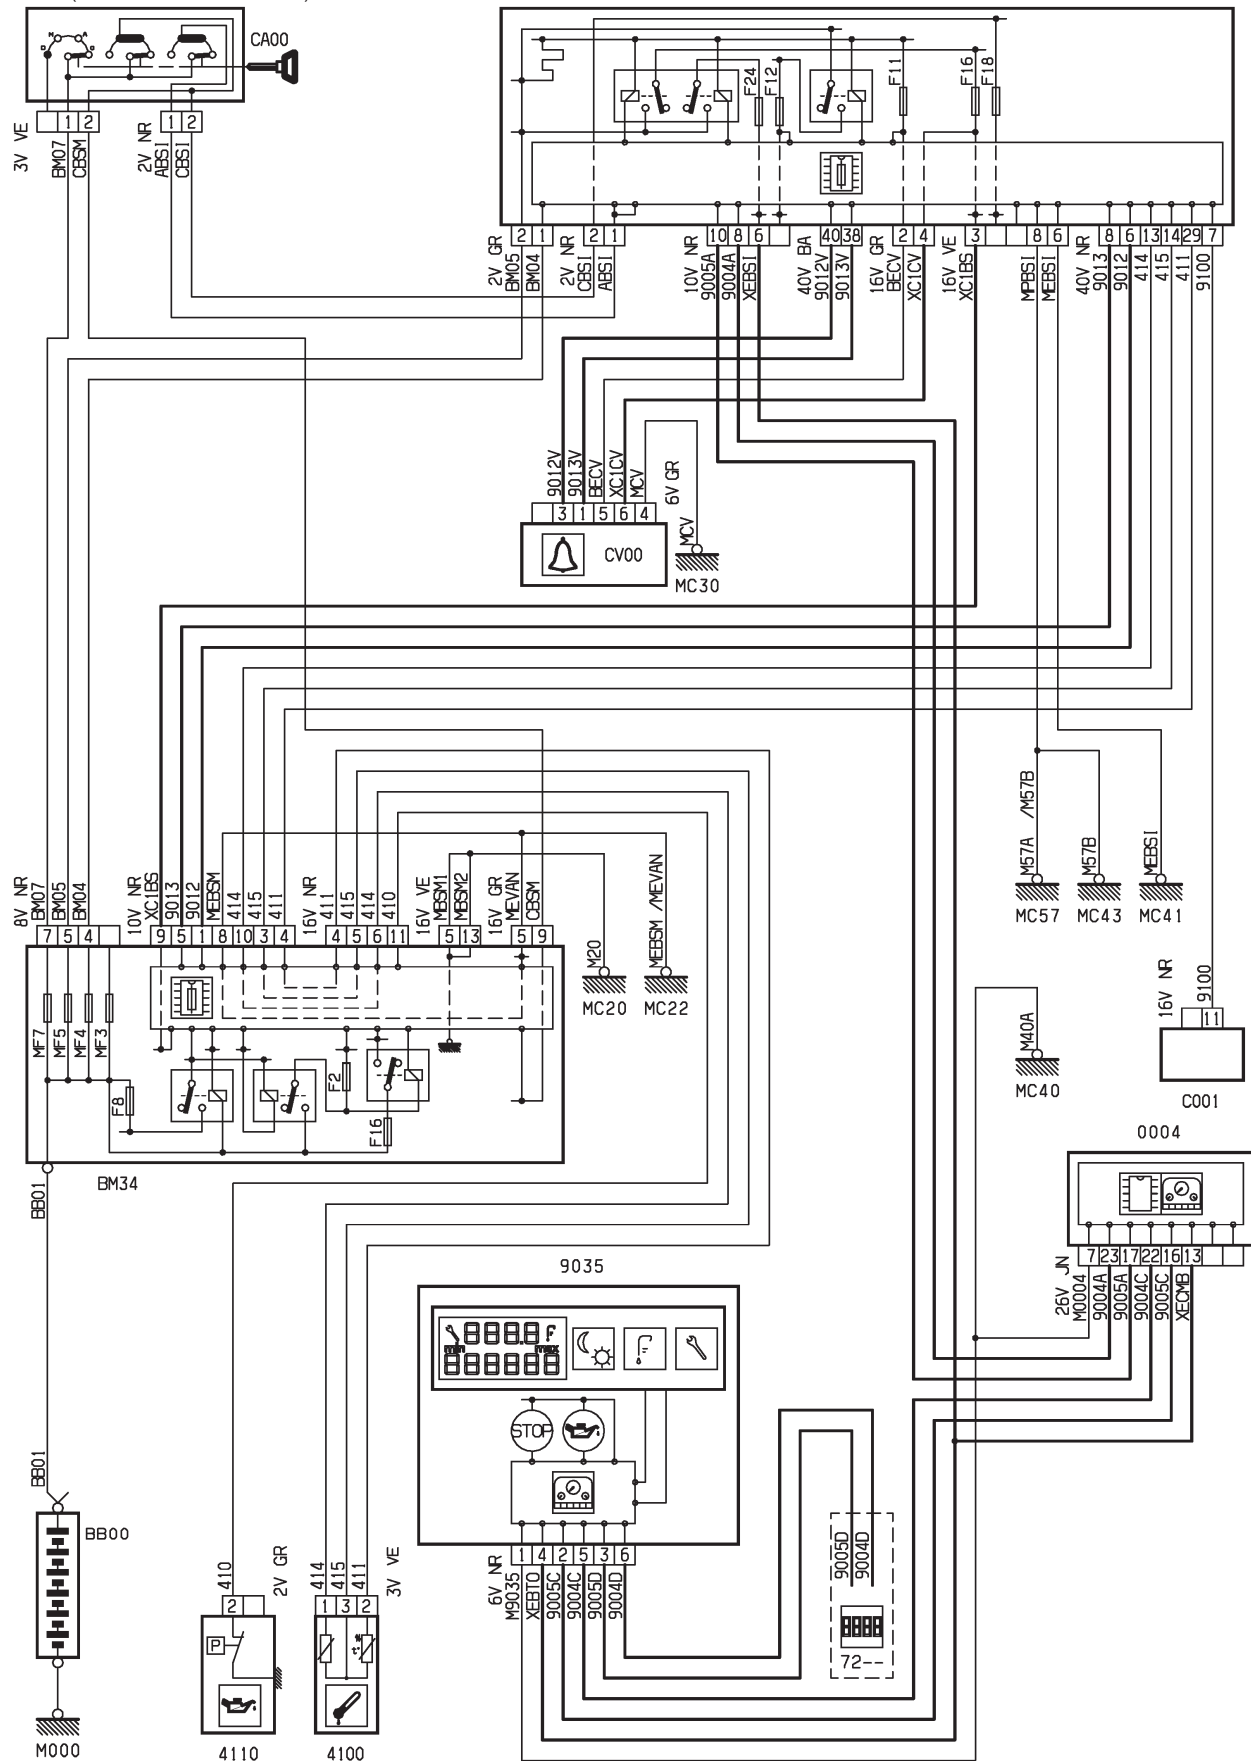 CA00
N A
D
3V VE
1 2
BM07
CBSM
2V NR
1 2
ABSI
CBSI
F24
F12
F11
F16
F18
2 1 2 1 10 8 6 40 38 2 4 3 8 6 8 6 13 14 29 7
2V GR
BM05
BM04
2V NR
CBSI
ABSI
10V NR
9005A
9004A
XEBSI
40V BA
9012V
9013V
16V GR
BECV
XC1CV
16V VE
XC1BS
MPBSI
MEBSI
40V NR
9013
9012
414
415
411
9100
9012V
9013V
BECV
XC1CV
MCV
6V GR
MCV
3 1 5 6 4
CV00
MC30
M57A /M57B
M57B
MEBSI
MC57
MC43
MC41
8V NR
BM07
BM05
BM04
10V NR
XC1BS
9013
9012
MEBSM
414
415
411
16V NR
411
415
414
410
16V VE
MBSM1
MBSM2
16V GR
MEVAN
CBSM
7 5 4 9 5 1 8 10 3 4 4 5 6 11 5 13 5 9
M20
MEBSM /MEVAN
MC20
MC22
MF7
MF5
MF4
MF3
F8
F2
F16
BM34
16V NR
9100
11
C001
M40A
MC40
0004
7 23 17 22 16 13
26V JN
M0004
9004A
9005A
9004C
9005C
XECMB
BB01
BB01
BB00
M000
9035
min
max
STOP
1 4 2 5 3 6
6V NR
M9035
XEBTO
9005C
9004C
9005D
9004D
9005D
9004D
72--
410
2V GR
2
P
4110
414
415
411
3V VE
1 3 2
t°
4100